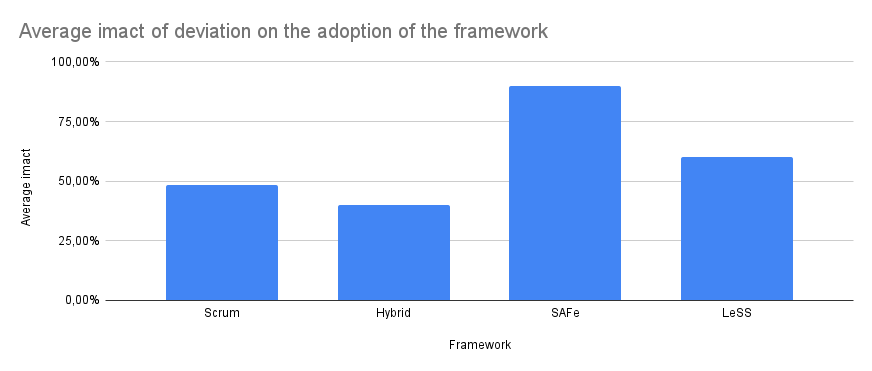 Average imact of deviation on the adoption of the framework
100,00%
75,00%
50,00%
25,00%
0,00%
Average imact
Scrum
Hybrid
SAFe
LeSS
Framework